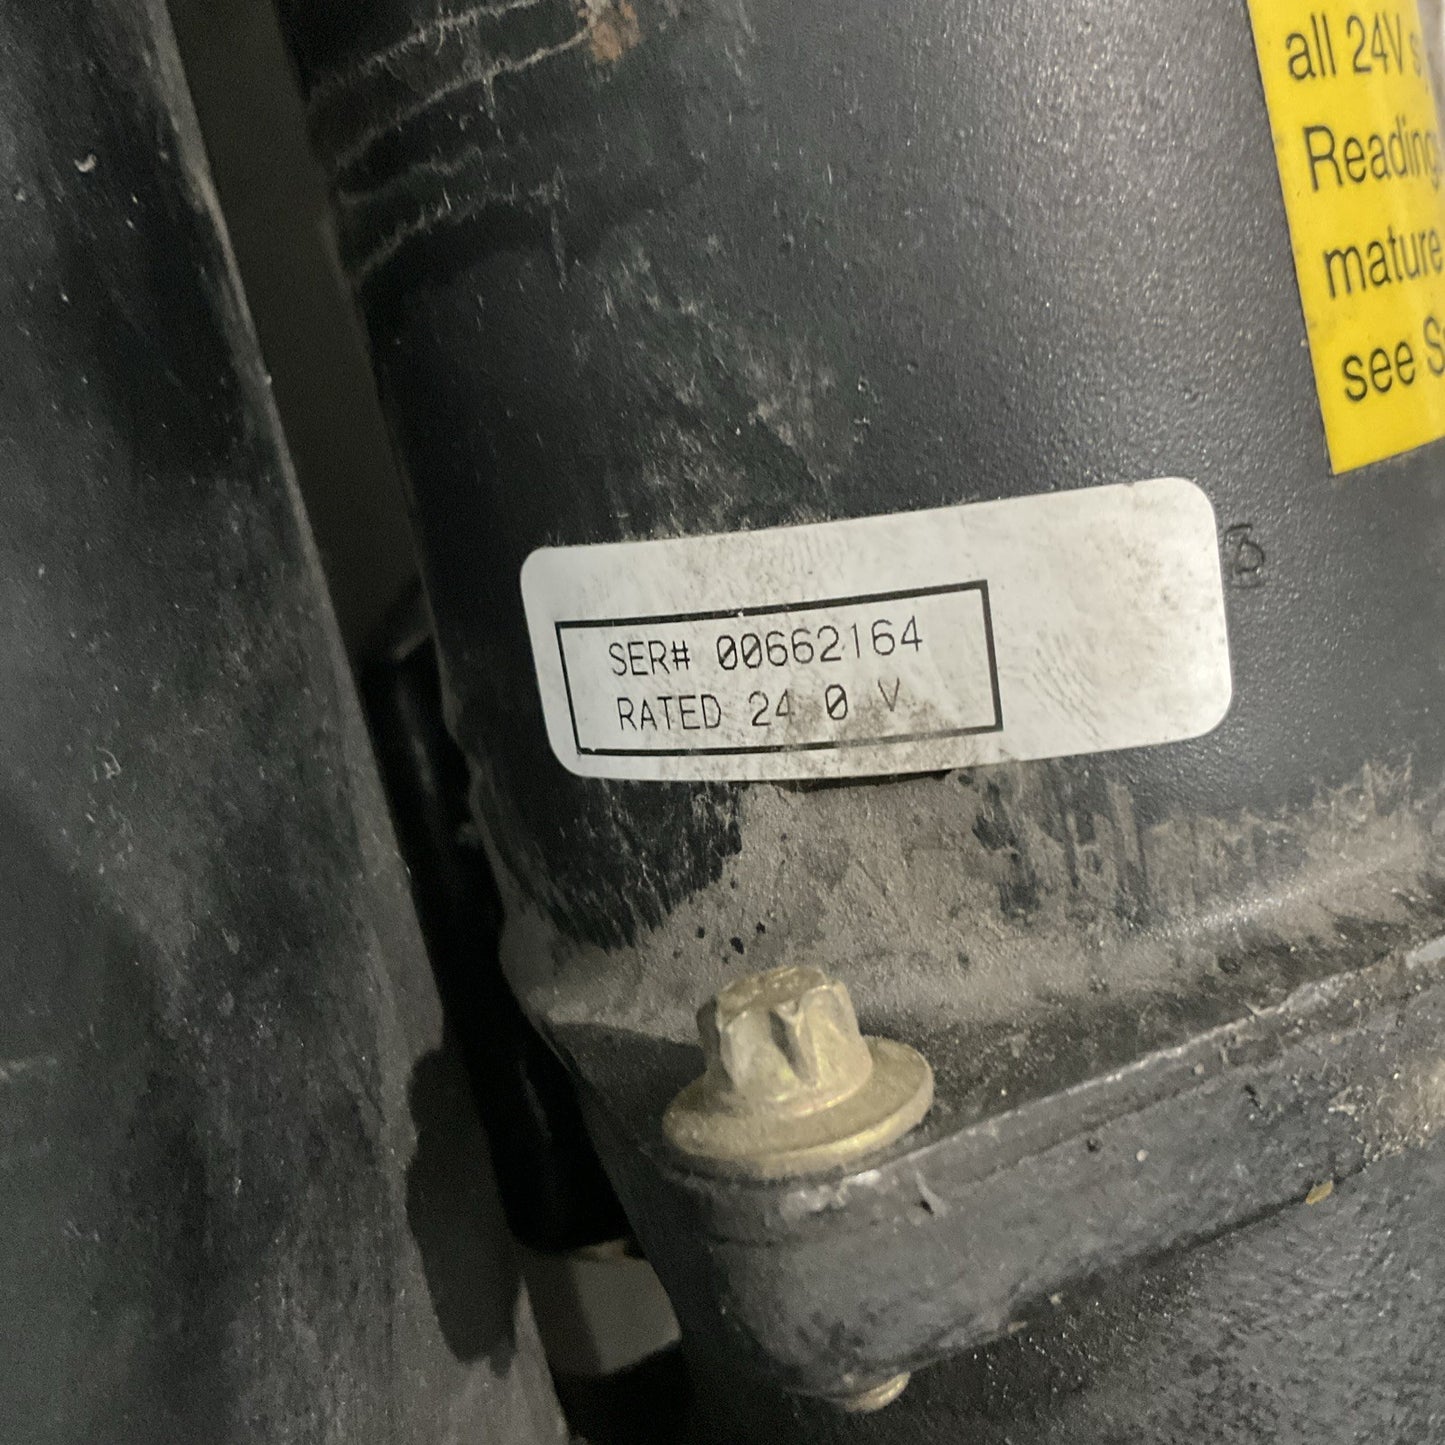 all 24V s
Reading
mature
see S
SER# 00662164
RATED 24.0 V